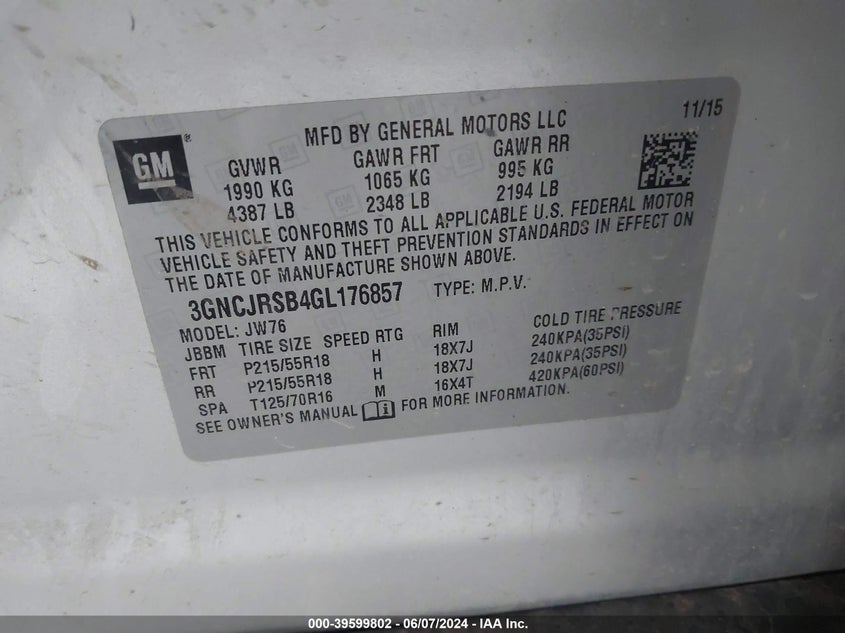 11/15
MFD BY GENERAL MOTORS LLC
GM®
GVWR GAWR FRT GAWR RR
1990 KG 1065 KG 995 KG
4387 LB 2348 LB 2194 LB
THIS VEHICLE CONFORMS TO ALL APPLICABLE U.S. FEDERAL MOTOR
VEHICLE SAFETY AND THEFT PREVENTION STANDARDS IN EFFECT ON
THE DATE OF MANUFACTURE SHOWN ABOVE.
3GNCJRSB4GL176857 TYPE: M.P.V.
MODEL: JW76
JBBM TIRE SIZE SPEED RTG RIM COLD TIRE PRESSURE
FRT P215/55R18 H 18X7J 240KPA(35PSI)
RR P215/55R18 H 18X7J 240KPA(35PSI)
SPA T125/70R16 M 16X4T 420KPA(60PSI)
SEE OWNER'S MANUAL FOR MORE INFORMATION.
000-39599802 - 06/07/2024 - IAA Inc.